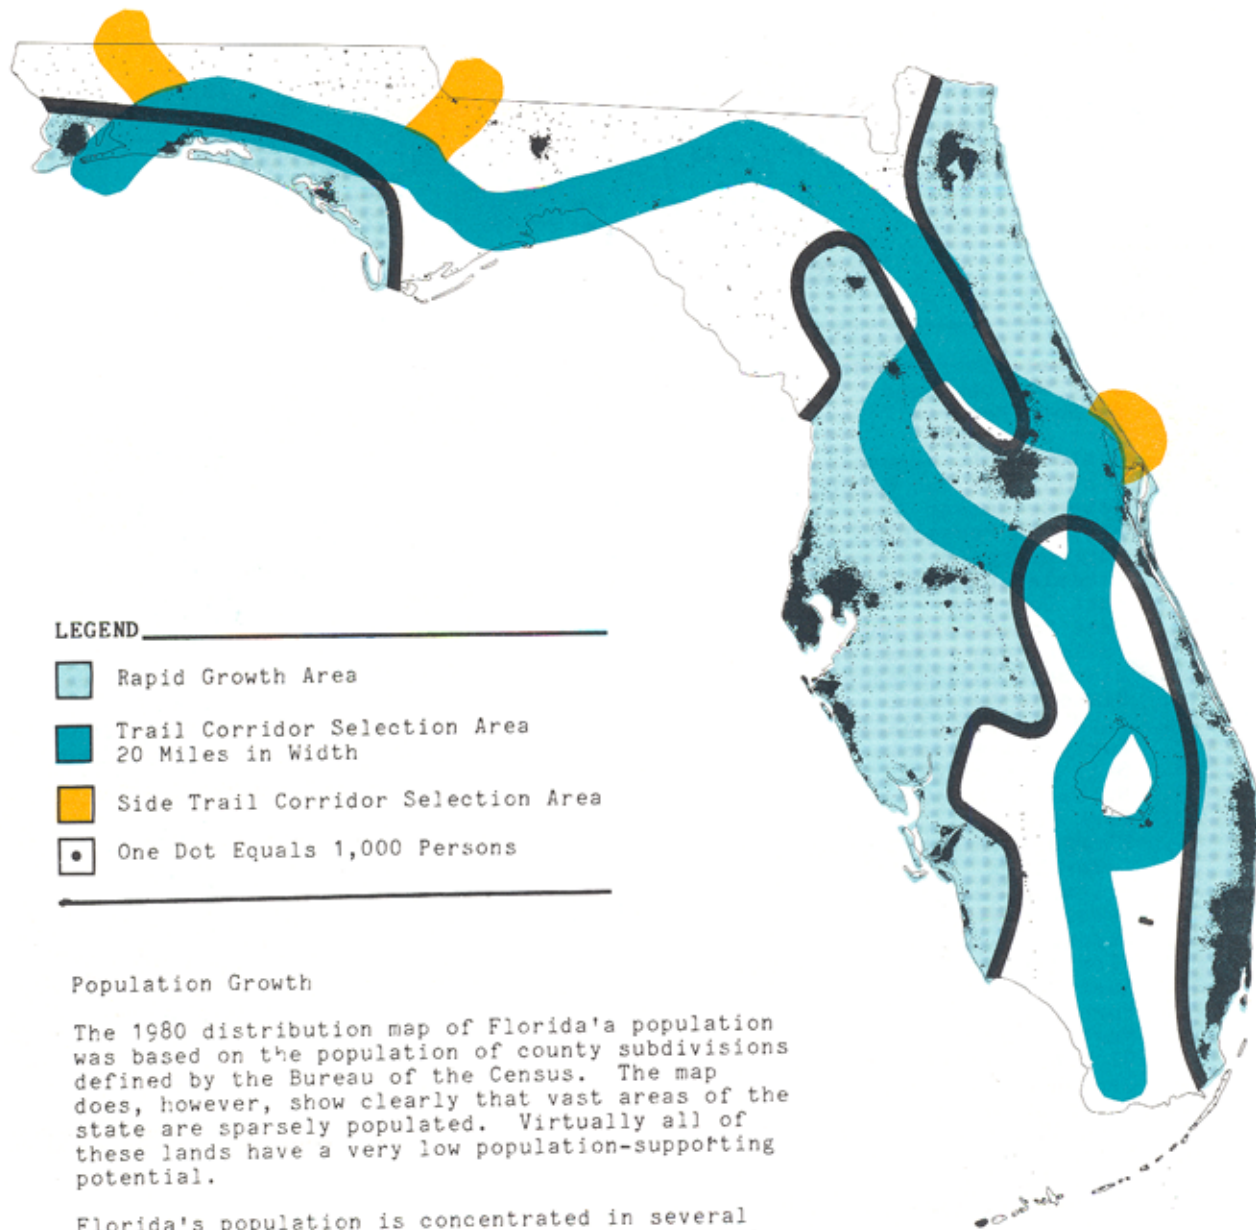 LEGEND
Rapid Growth Area
Trail Corridor Selection Area
20 Miles in Width
Side Trail Corridor Selection Area
One Dot Equals 1,000 Persons
Population Growth
The 1980 distribution map of Florida'a population
was based on the population of county subdivisions
defined by the Bureau of the Census. The map
does, however, show clearly that vast areas of the
state are sparsely populated. Virtually all of
these lands have a very low population-supporting
potential.
Florida's population is concentrated in several